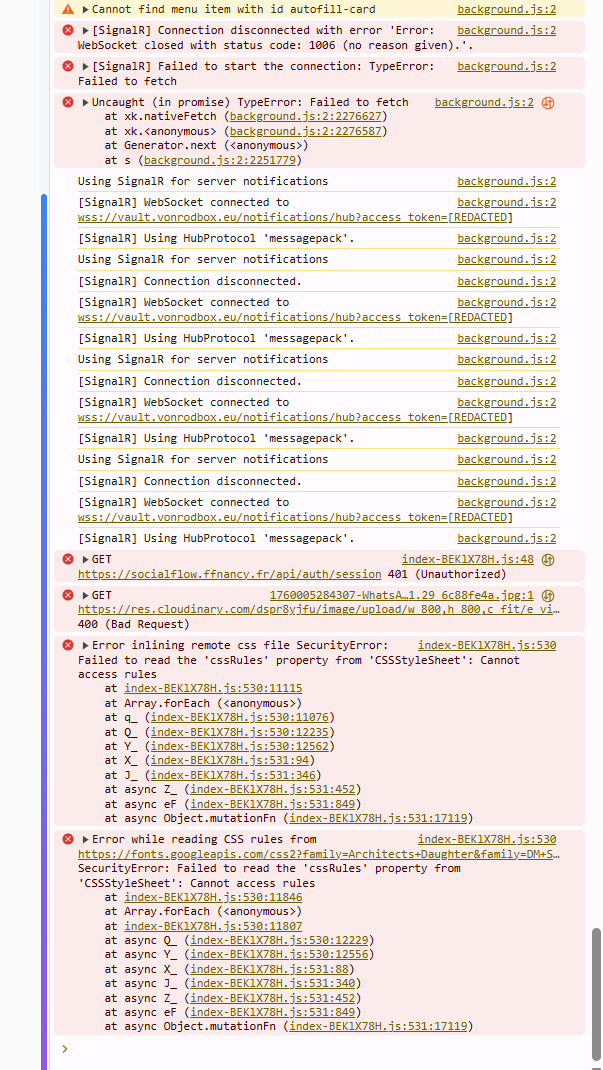 Cannot find menu item with id autofill-card background.js:2
[SignalR] Connection disconnected with error 'Error: background.js:2
WebSocket closed with status code: 1006 (no reason given).'.
[SignalR] Failed to start the connection: TypeError: background.js:2
Failed to fetch
Uncaught (in promise) TypeError: Failed to fetch background.js:2
at xk.nativeFetch (background.js:2:2276627)
at xk.<anonymous> (background.js:2:2276587)
at Generator.next (<anonymous>)
at s (background.js:2:2251779)
Using SignalR for server notifications background.js:2
[SignalR] WebSocket connected to background.js:2
wss://vault.vonrodbox.eu/notifications/hub?access_token=[REDACTED]
[SignalR] Using HubProtocol 'messagepack'. background.js:2
Using SignalR for server notifications background.js:2
[SignalR] Connection disconnected. background.js:2
[SignalR] WebSocket connected to background.js:2
wss://vault.vonrodbox.eu/notifications/hub?access_token=[REDACTED]
[SignalR] Using HubProtocol 'messagepack'. background.js:2
Using SignalR for server notifications background.js:2
[SignalR] Connection disconnected. background.js:2
[SignalR] WebSocket connected to background.js:2
wss://vault.vonrodbox.eu/notifications/hub?access_token=[REDACTED]
[SignalR] Using HubProtocol 'messagepack'. background.js:2
Using SignalR for server notifications background.js:2
[SignalR] Connection disconnected. background.js:2
[SignalR] WebSocket connected to background.js:2
wss://vault.vonrodbox.eu/notifications/hub?access_token=[REDACTED]
[SignalR] Using HubProtocol 'messagepack'. background.js:2
GET index-BEKlX78H.js:48
https://socialflow.ffnancy.fr/api/auth/session 401 (Unauthorized)
GET 1760005284307-WhatsA…1.29_6c88fe4a.jpg:1
https://res.cloudinary.com/dspr8yjfu/image/upload/w_800,h_800,c_fit/e_vi…
400 (Bad Request)
Error inlining remote css file SecurityError: index-BEKlX78H.js:530
Failed to read the 'cssRules' property from 'CSSStyleSheet': Cannot
access rules
at index-BEKlX78H.js:530:11115
at Array.forEach (<anonymous>)
at q_ (index-BEKlX78H.js:530:11076)
at Q_ (index-BEKlX78H.js:530:12235)
at Y_ (index-BEKlX78H.js:530:12562)
at X_ (index-BEKlX78H.js:531:94)
at J_ (index-BEKlX78H.js:531:346)
at async Z_ (index-BEKlX78H.js:531:452)
at async eF (index-BEKlX78H.js:531:849)
at async Object.mutationFn (index-BEKlX78H.js:531:17119)
Error while reading CSS rules from index-BEKlX78H.js:530
https://fonts.googleapis.com/css2?family=Architects+Daughter&family=DM+S…
SecurityError: Failed to read the 'cssRules' property from
'CSSStyleSheet': Cannot access rules
at index-BEKlX78H.js:530:11846
at Array.forEach (<anonymous>)
at index-BEKlX78H.js:530:11807
at async Q_ (index-BEKlX78H.js:530:12229)
at async Y_ (index-BEKlX78H.js:530:12556)
at async X_ (index-BEKlX78H.js:531:88)
at async J_ (index-BEKlX78H.js:531:340)
at async Z_ (index-BEKlX78H.js:531:452)
at async eF (index-BEKlX78H.js:531:849)
at async Object.mutationFn (index-BEKlX78H.js:531:17119)